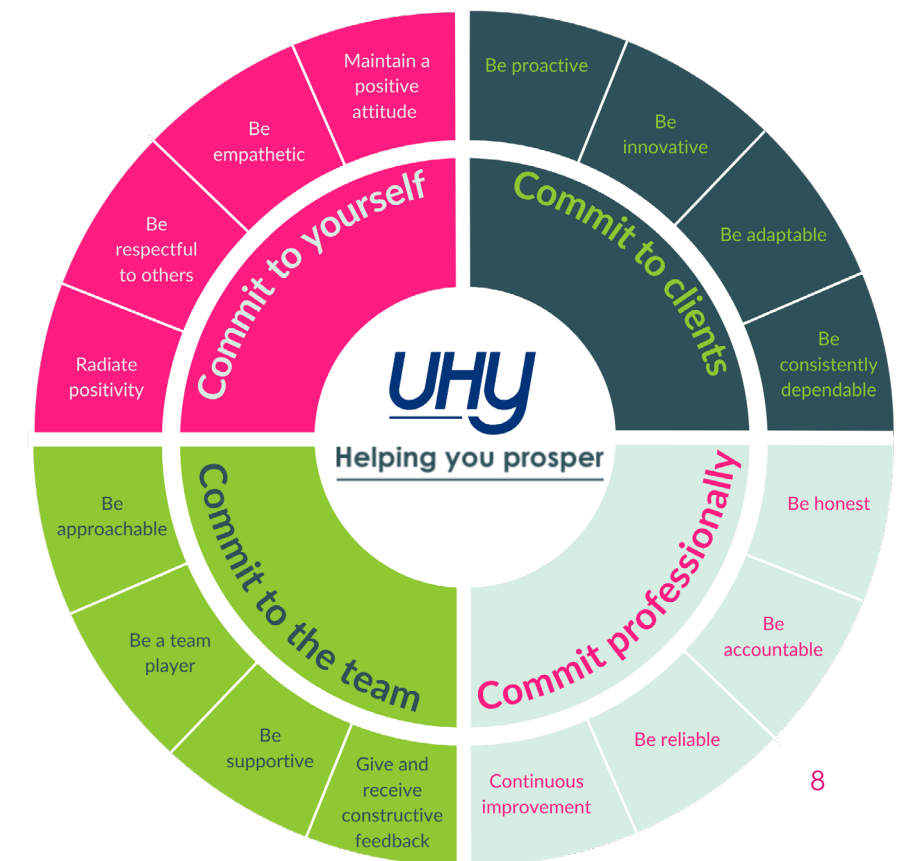 Maintain a
positive
attitude
Be
empathetic
Be
respectful
to others
Radiate
positivity
Commit to yourself
Be proactive
Be
innovative
Be adaptable
Be
consistently
dependable
Commit to clients
UHY
Helping you prosper
Be
approachable
Be a team
player
Be
supportive
Give and
receive
constructive
feedback
Commit to the team
Be honest
Be
accountable
Be reliable
Continuous
improvement
Commit professionally
8